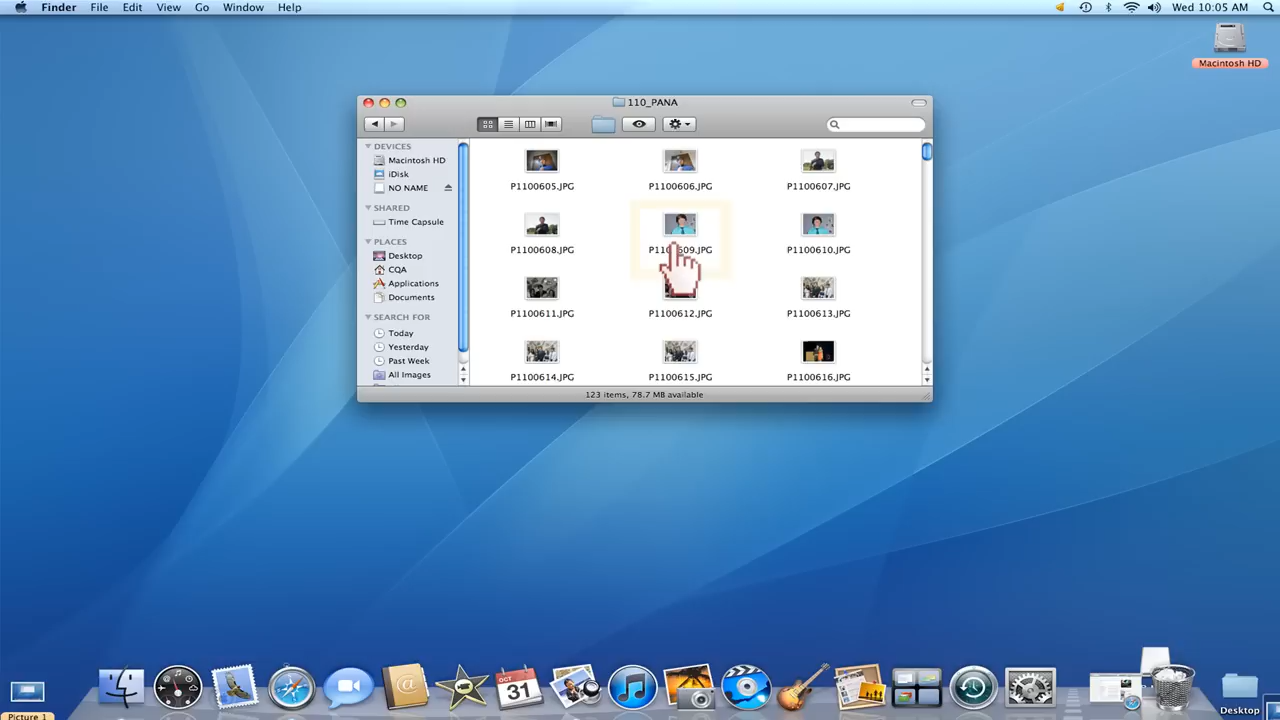 Finder File Edit View Go Window Help Wed 10:05 AM
Macintosh HD
110_PANA
DEVICES
Macintosh HD
iDisk
NO NAME
SHARED
Time Capsule
PLACES
Desktop
CQA
Applications
Documents
SEARCH FOR
Today
Yesterday
Past Week
All Images
P1100605.JPG P1100606.JPG P1100607.JPG
P1100608.JPG P1100609.JPG P1100610.JPG
P1100611.JPG P1100612.JPG P1100613.JPG
P1100614.JPG P1100615.JPG P1100616.JPG
123 items, 78.7 MB available
OCT
31
Picture 1
Desktop